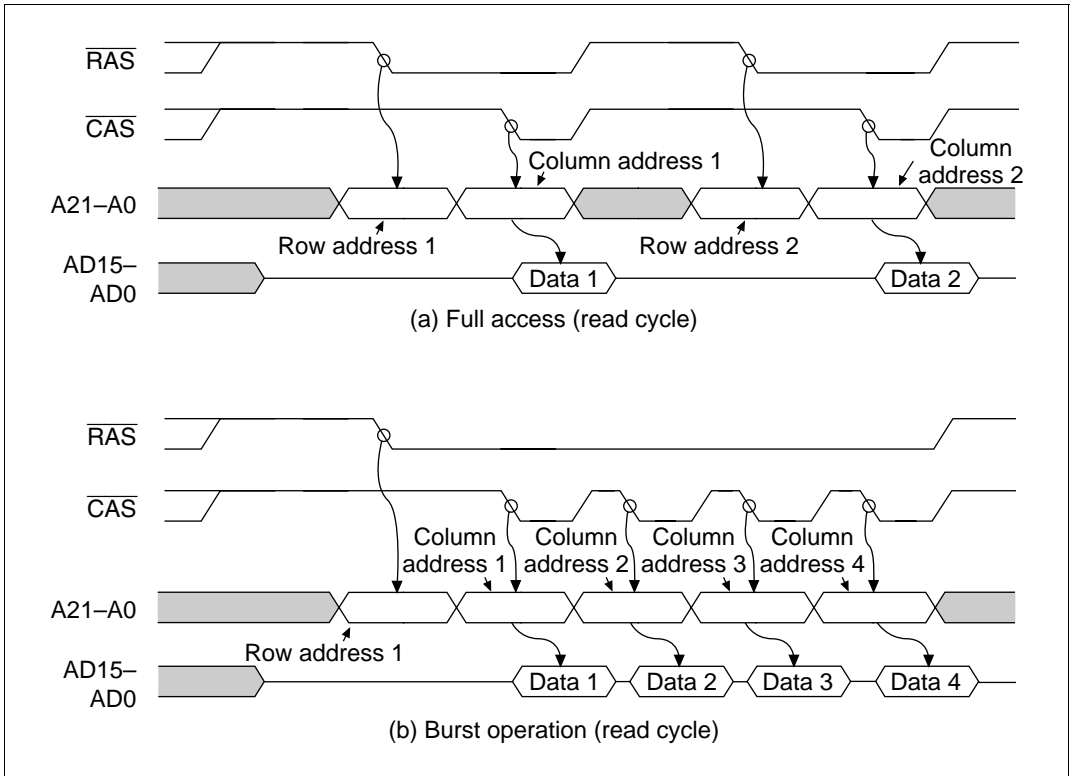 RAS
CAS
Column address 1
Column
address 2
A21–A0
Row address 1
Row address 2
AD15–
AD0
Data 1
Data 2
(a) Full access (read cycle)
RAS
CAS
Column
address 1
Column
address 2
Column
address 3
Column
address 4
A21–A0
Row address 1
AD15–
AD0
Data 1
Data 2
Data 3
Data 4
(b) Burst operation (read cycle)